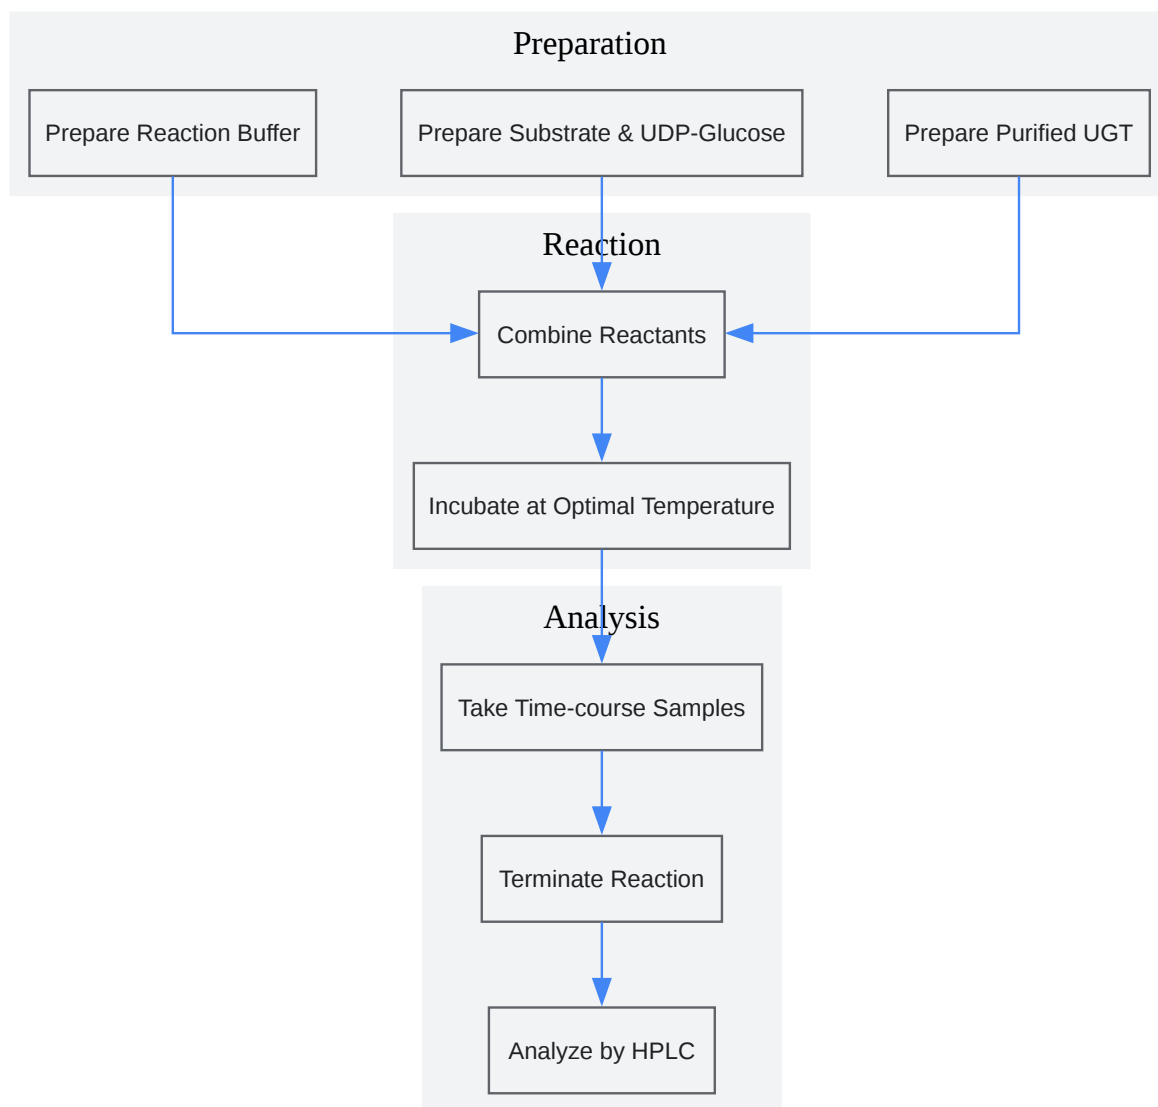 Preparation
Prepare Reaction Buffer
Prepare Substrate & UDP-Glucose
Prepare Purified UGT
Reaction
Combine Reactants
Incubate at Optimal Temperature
Analysis
Take Time-course Samples
Terminate Reaction
Analyze by HPLC